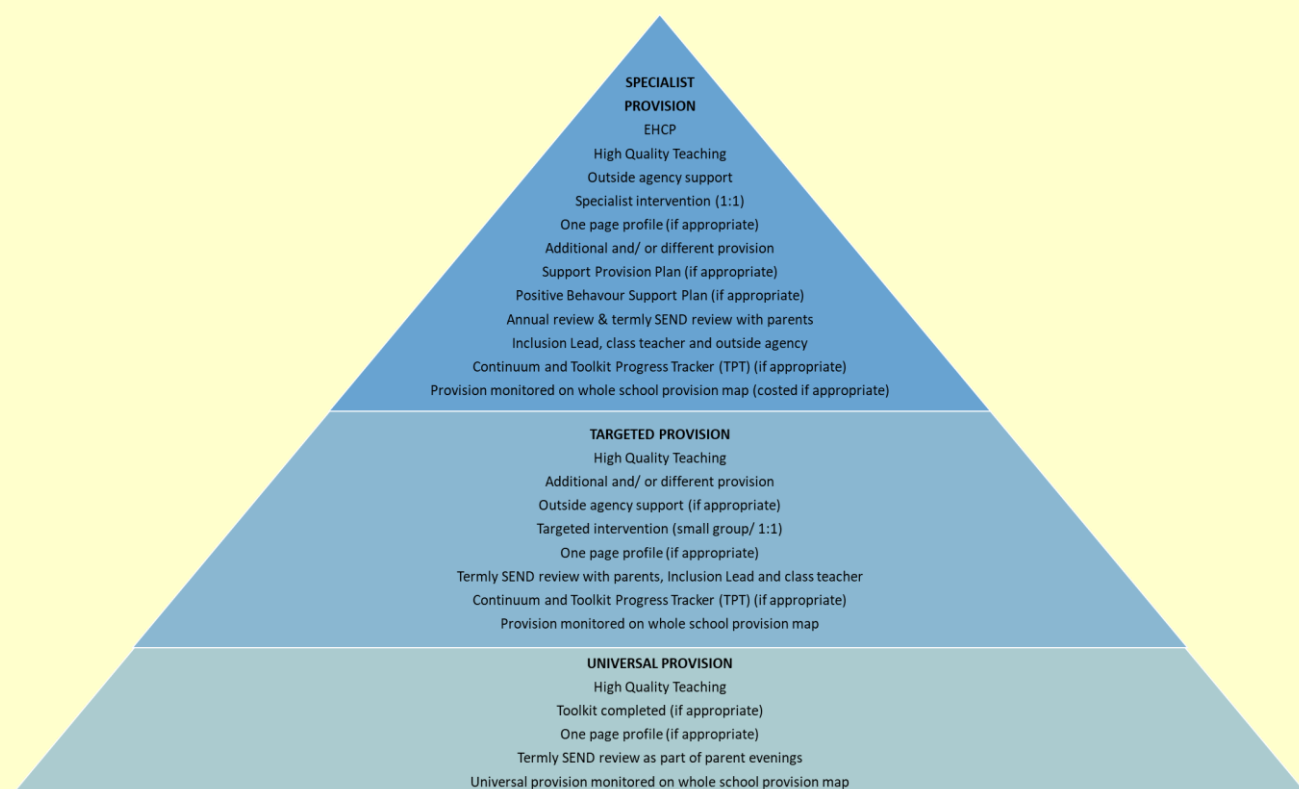 SPECIALIST
PROVISION
EHCP
High Quality Teaching
Outside agency support
Specialist intervention (1:1)
One page profile (if appropriate)
Additional and/ or different provision
Support Provision Plan (if appropriate)
Positive Behavour Support Plan (if appropriate)
Annual review & termly SEND review with parents
Inclusion Lead, class teacher and outside agency
Continuum and Toolkit Progress Tracker (TPT) (if appropriate)
Provision monitored on whole school provision map (costed if appropriate)
TARGETED PROVISION
High Quality Teaching
Additional and/ or different provision
Outside agency support (if appropriate)
Targeted intervention (small group/ 1:1)
One page profile (if appropriate)
Termly SEND review with parents, Inclusion Lead and class teacher
Continuum and Toolkit Progress Tracker (TPT) (if appropriate)
Provision monitored on whole school provision map
UNIVERSAL PROVISION
High Quality Teaching
Toolkit completed (if appropriate)
One page profile (if appropriate)
Termly SEND review as part of parent evenings
Universal provision monitored on whole school provision map